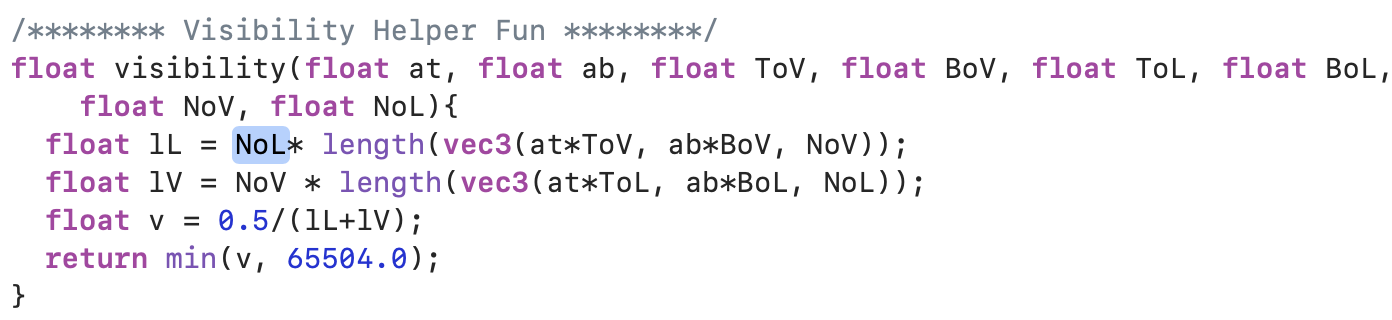 /******** Visibility Helper Fun ********/
float visibility(float at, float ab, float ToV, float BoV, float ToL, float BoL,
    float NoV, float NoL){
  float lL = NoL* length(vec3(at*ToV, ab*BoV, NoV));
  float lV = NoV * length(vec3(at*ToL, ab*BoL, NoL));
  float v = 0.5/(lL+lV);
  return min(v, 65504.0);
}